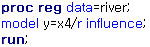 proc reg data=river;
model y=x4/r influence;
run;